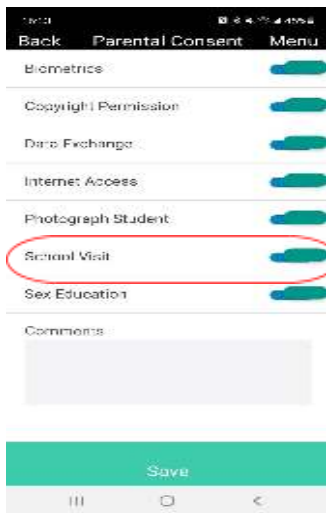 Back Parental Consent Menu
Biometrics
Copyright Permission
Data Exchange
Internet Access
Photograph Student
School Visit
Sex Education
Comments
Save